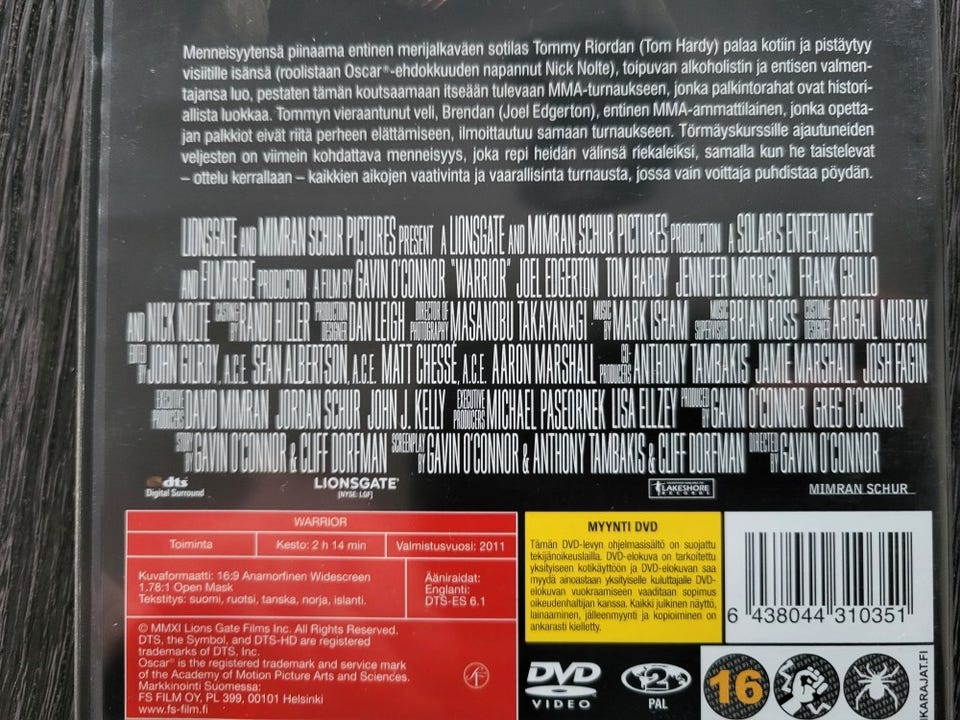 Menneisyytensä piinaama entinen merijalkaväen sotilas Tommy Riordan (Tom Hardy) palaa kotiin ja pistäytyy
visiitille isänsä (roolistaan Oscar®-ehdokkuuden napannut Nick Nolte), toipuvan alkoholistin ja entisen valmen-
tajansa luo, pestaten tämän koutsaamaan itseään tulevaan MMA-turnaukseen, jonka palkintorahat ovat histori-
allista luokkaa. Tommyn vieraantunut veli, Brendan (Joel Edgerton), entinen MMA-ammattilainen, jonka opetta-
jan palkkiot eivät riitä perheen elättämiseen, ilmoittautuu samaan turnaukseen. Törmäyskurssille ajautuneiden
veljesten on viimein kohdattava menneisyys, joka repi heidän välinsä riekaleiksi, samalla kun he taistelevat
– ottelu kerrallaan – kaikkien aikojen vaativinta ja vaarallisinta turnausta, jossa vain voittaja puhdistaa pöydän.
LIONSGATE AND MIMRAN SCHUR PICTURES PRESENT A LIONSGATE AND MIMRAN SCHUR PICTURES PRODUCTION A SOLARIS ENTERTAINMENT
AND FILMTRIBE PRODUCTION A FILM BY GAVIN O'CONNOR "WARRIOR" JOEL EDGERTON TOM HARDY JENNIFER MORRISON FRANK GRILLO
AND NICK NOLTE CASTING BY RANDI HILLER PRODUCTION DESIGNER DAN LEIGH DIRECTOR OF PHOTOGRAPHY MASANOBU TAKAYANAGI MUSIC BY MARK ISHAM MUSIC SUPERVISION BRIAN ROSS COSTUME DESIGNER ABIGAIL MURRAY
EDITED BY JOHN GILROY, A.C.E. SEAN ALBERTSON, A.C.E. MATT CHESSÉ, A.C.E. AARON MARSHALL CO-PRODUCERS ANTHONY TAMBAKIS JAMIE MARSHALL JOSH FAGIN
EXECUTIVE PRODUCERS DAVID MIMRAN JORDAN SCHUR JOHN J. KELLY EXECUTIVE PRODUCERS MICHAEL PASEORNEK LISA ELLZEY PRODUCED BY GAVIN O'CONNOR GREG O'CONNOR
STORY BY GAVIN O'CONNOR & CLIFF DORFMAN SCREENPLAY BY GAVIN O'CONNOR & ANTHONY TAMBAKIS & CLIFF DORFMAN DIRECTED BY GAVIN O'CONNOR
dts
Digital Surround
LIONSGATE®
[NYSE: LGF]
LAKESHORE
RECORDS
MIMRAN SCHUR
WARRIOR
Toiminta
Kesto: 2 h 14 min
Valmistusvuosi: 2011
Kuvaformaatti: 16:9 Anamorfinen Widescreen
1.78:1 Open Mask
Tekstitys: suomi, ruotsi, tanska, norja, islanti.
Ääniraidat:
Englanti:
DTS-ES 6.1
© MMXI Lions Gate Films Inc. All Rights Reserved.
DTS, the Symbol, and DTS-HD are registered
trademarks of DTS, Inc.
Oscar® is the registered trademark and service mark
of the Academy of Motion Picture Arts and Sciences.
Markkinointi Suomessa:
FS FILM OY, PL 399, 00101 Helsinki
www.fs-film.fi
MYYNTI DVD
Tämän DVD-levyn ohjelmasisältö on suojattu
tekijänoikeuslailla. DVD-elokuva on tarkoitettu
yksityiseen kotikäyttöön ja DVD-elokuvan saa
myydä ainoastaan yksityiselle kuluttajalle DVD-
elokuvan vuokraamiseen vaaditaan sopimus
oikeudenhaltijan kanssa. Kaikki julkinen näyttö,
lainaaminen, jälleenmyynti ja kopioiminen on
ankarasti kielletty.
6 438044 310351
DVD
VIDEO
2
PAL
16
KARAJAT.FI